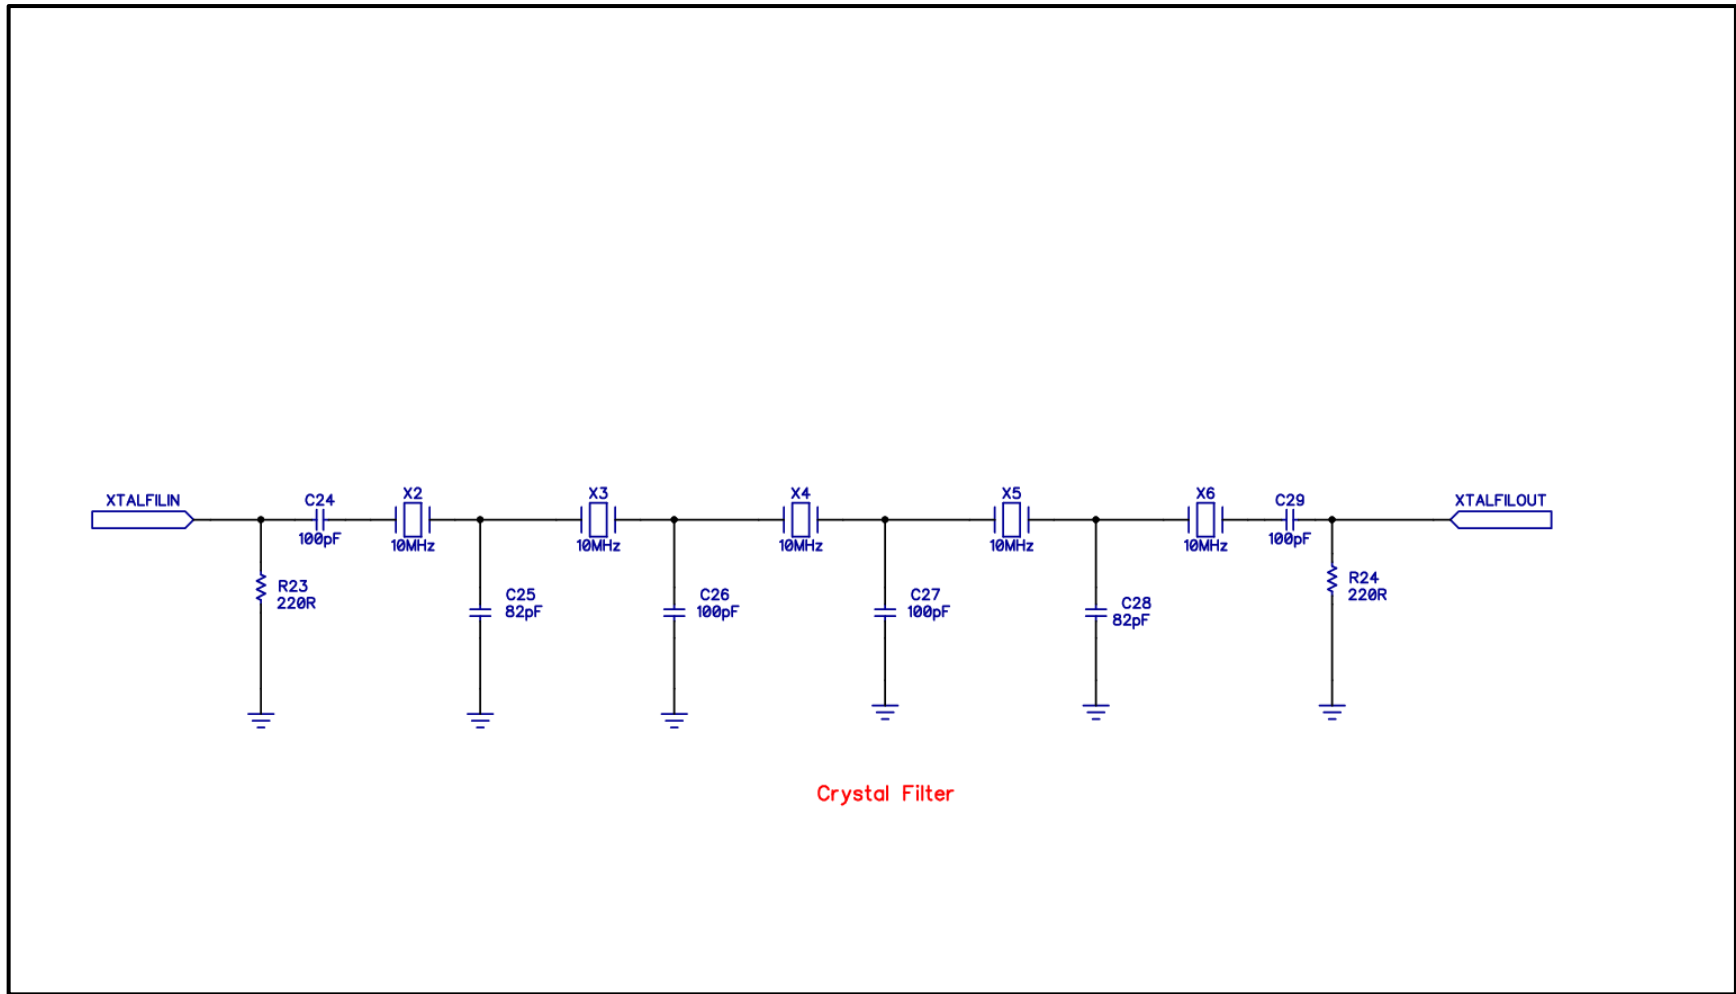 XTALFILIN
C24
100pF
X2
10MHz
X3
10MHz
X4
10MHz
X5
10MHz
X6
10MHz
C29
100pF
XTALFILOUT
R23
220R
C25
82pF
C26
100pF
C27
100pF
C28
82pF
R24
220R
Crystal Filter